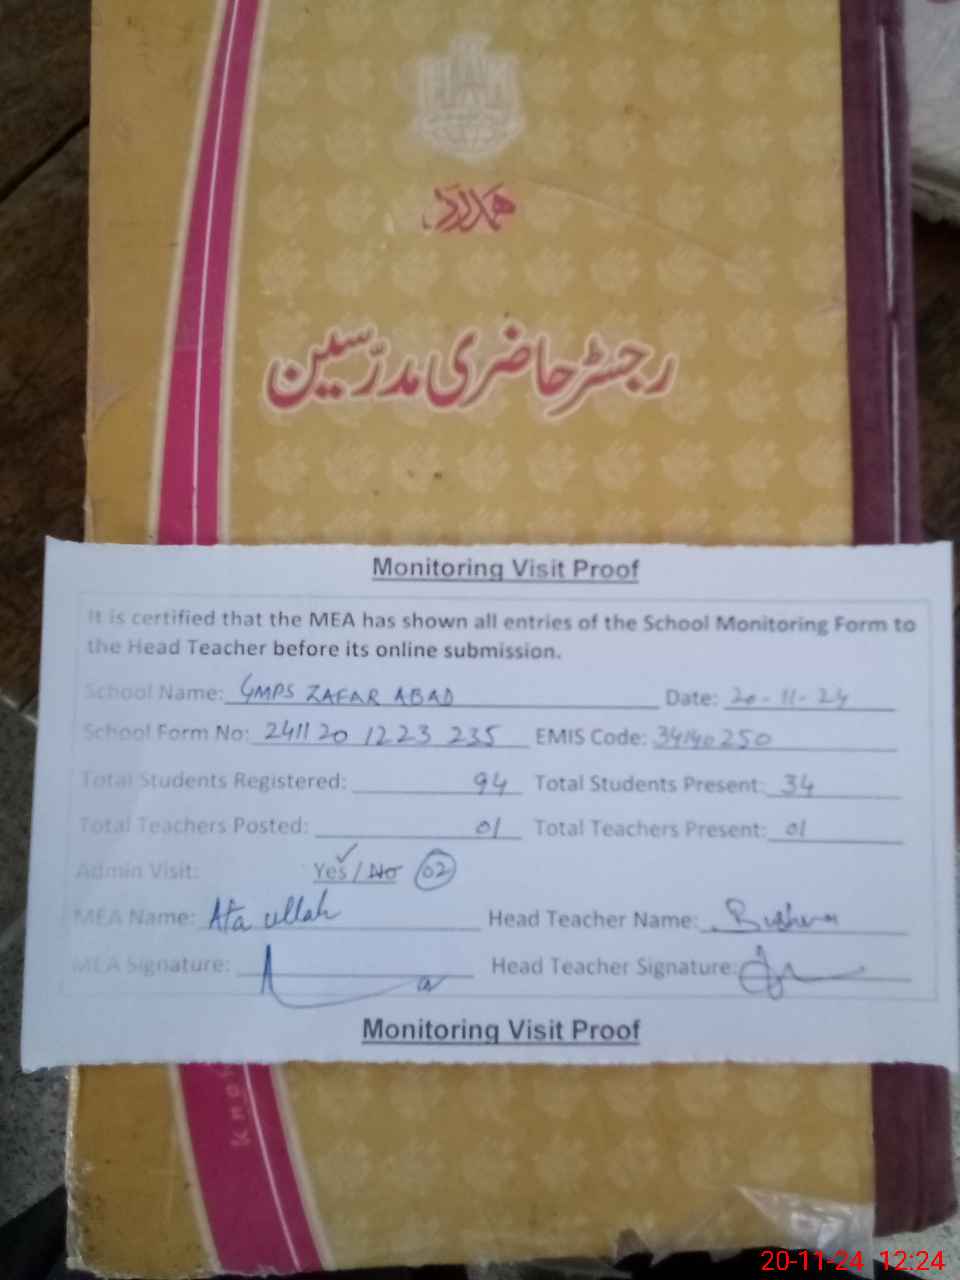 ہمدرد
رجسٹر حاضری مدرّسین
Monitoring Visit Proof
It is certified that the MEA has shown all entries of the School Monitoring Form to
the Head Teacher before its online submission.
School Name: GMPS ZAFAR ABAD Date: 20-11-24
School Form No: 241120 1223 235 EMIS Code: 34140250
Total Students Registered: 94 Total Students Present: 34
Total Teachers Posted: 01 Total Teachers Present: 01
Admin Visit: Yes / No 02
MEA Name: Ata ullah Head Teacher Name:
MEA Signature: Head Teacher Signature:
Monitoring Visit Proof
20-11-24 12:24